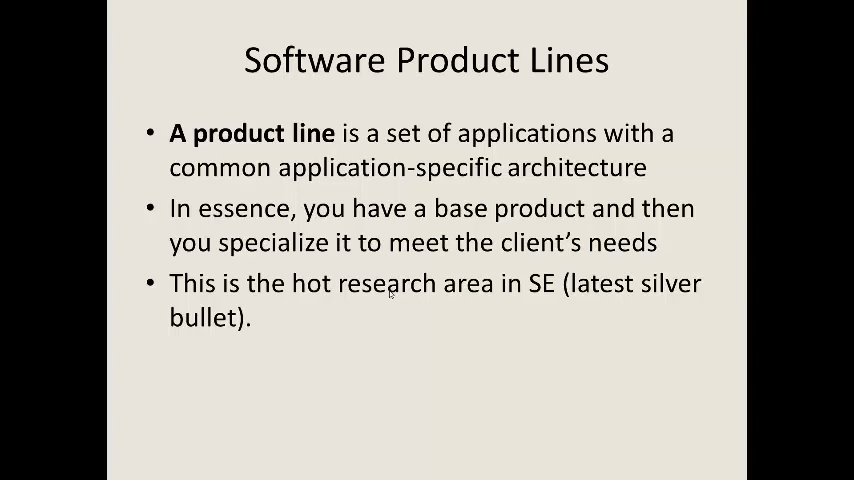 Software Product Lines
• A product line is a set of applications with a
common application-specific architecture
• In essence, you have a base product and then
you specialize it to meet the client's needs
• This is the hot research area in SE (latest silver
bullet).